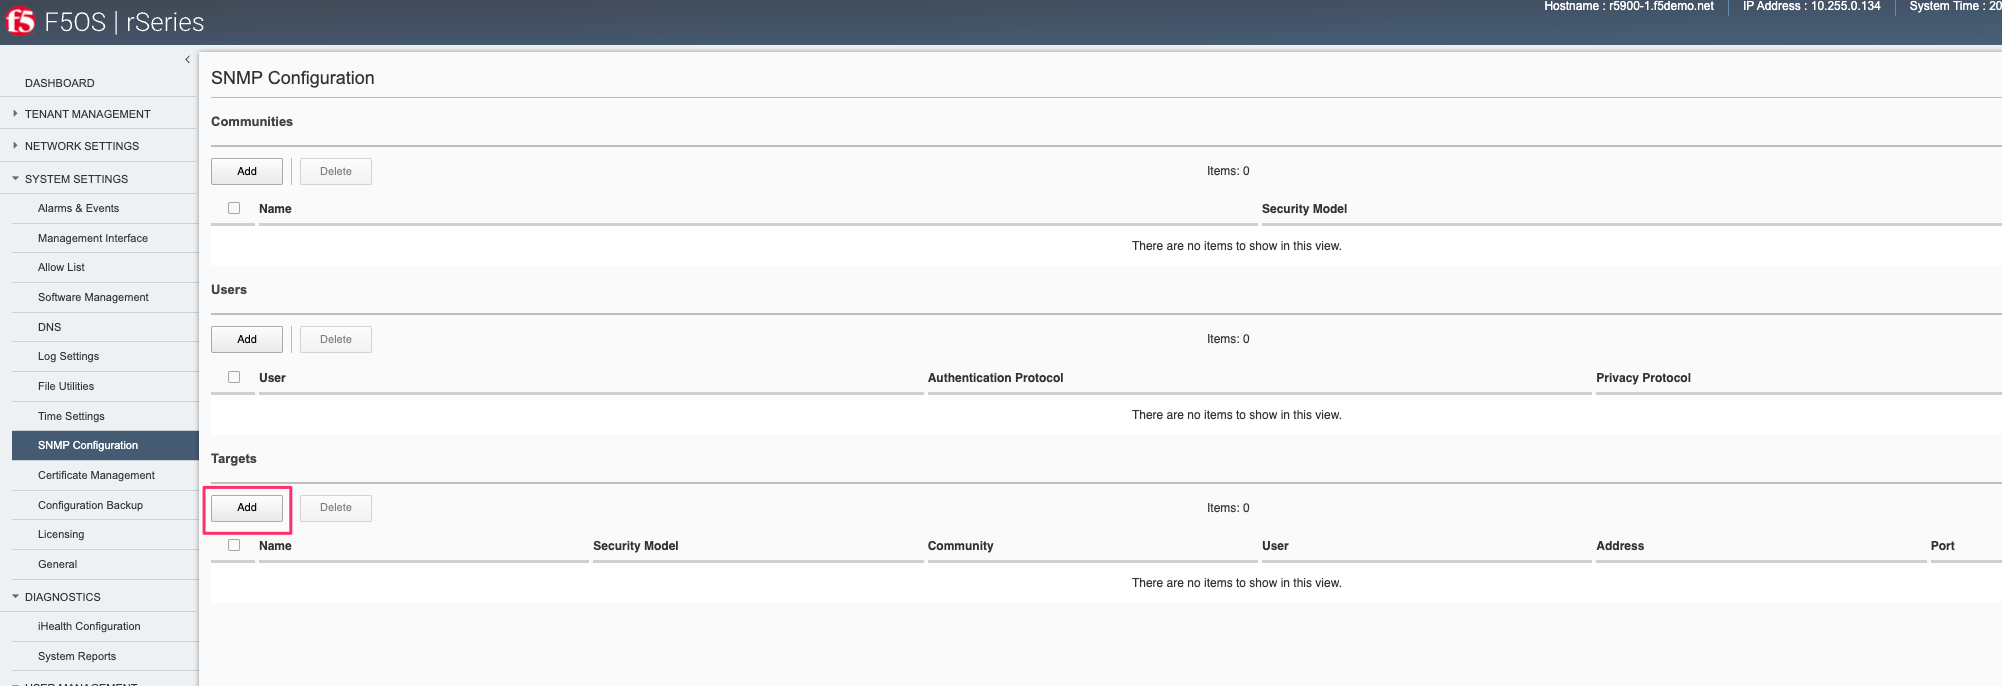 f5 F5OS | rSeries
Hostname : r5900-1.f5demo.net IP Address : 10.255.0.134 System Time : 20
DASHBOARD
TENANT MANAGEMENT
NETWORK SETTINGS
SYSTEM SETTINGS
Alarms & Events
Management Interface
Allow List
Software Management
DNS
Log Settings
File Utilities
Time Settings
SNMP Configuration
Certificate Management
Configuration Backup
Licensing
General
DIAGNOSTICS
iHealth Configuration
System Reports
USER MANAGEMENT
SNMP Configuration
Communities
Add Delete Items: 0
Name Security Model
There are no items to show in this view.
Users
Add Delete Items: 0
User Authentication Protocol Privacy Protocol
There are no items to show in this view.
Targets
Add Delete Items: 0
Name Security Model Community User Address Port
There are no items to show in this view.